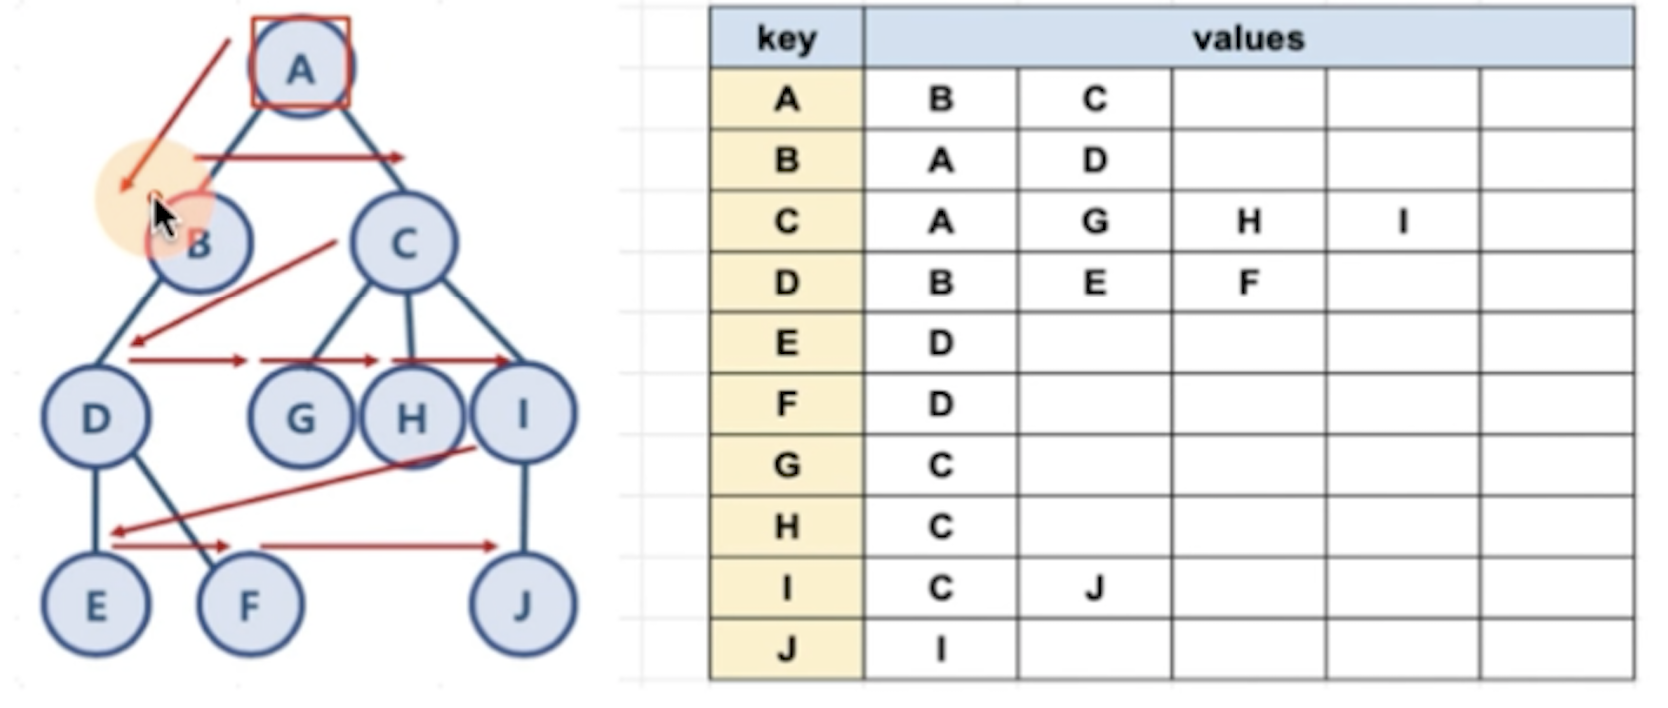 A
B C
D G H I
E F J
key values
A B C
B A D
C A G H I
D B E F
E D
F D
G C
H C
I C J
J I